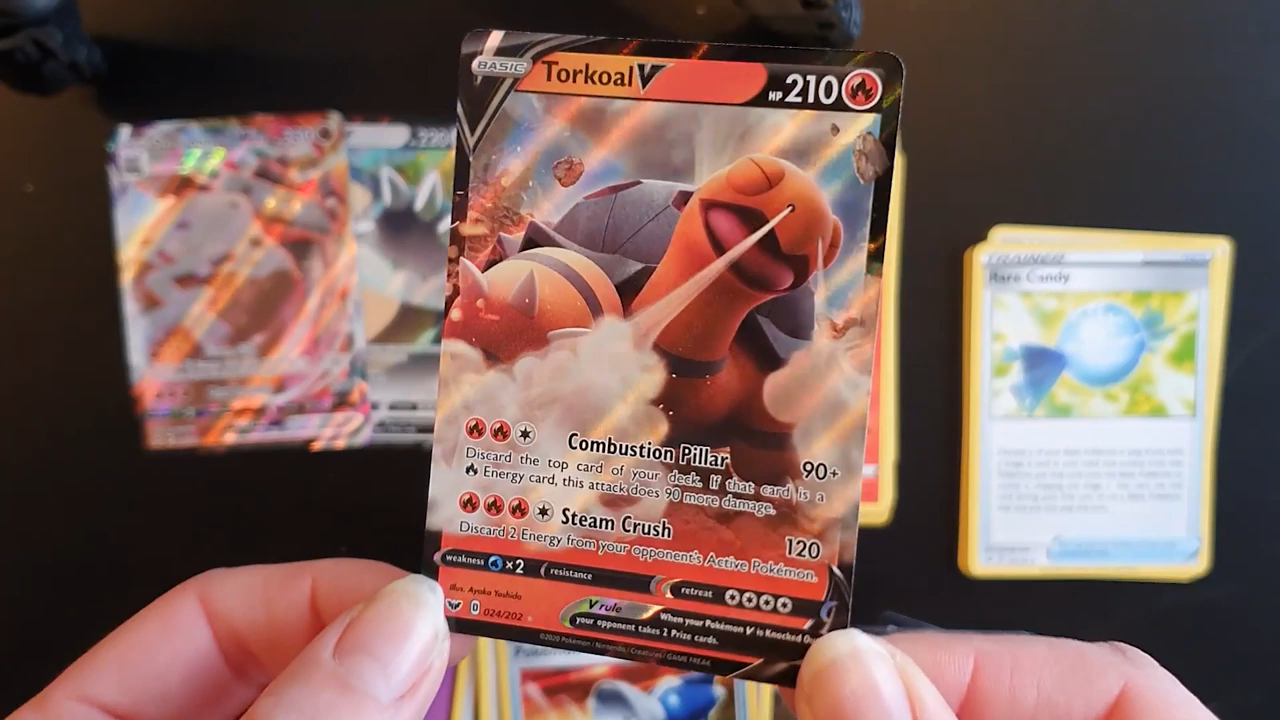 BASIC
Torkoal V
HP 210
Combustion Pillar 90+
Discard the top card of your deck. If that card is a
Energy card, this attack does 90 more damage.
Steam Crush 120
Discard 2 Energy from your opponent's Active Pokémon.
weakness ×2 resistance retreat
Illus. Ayaka Yoshida
D 024/202
V rule When your Pokémon V is Knocked Ou
your opponent takes 2 Prize cards.
©2020 Pokémon / Nintendo / Creatures / GAME FREAK
220
TRAINER
Rare Candy